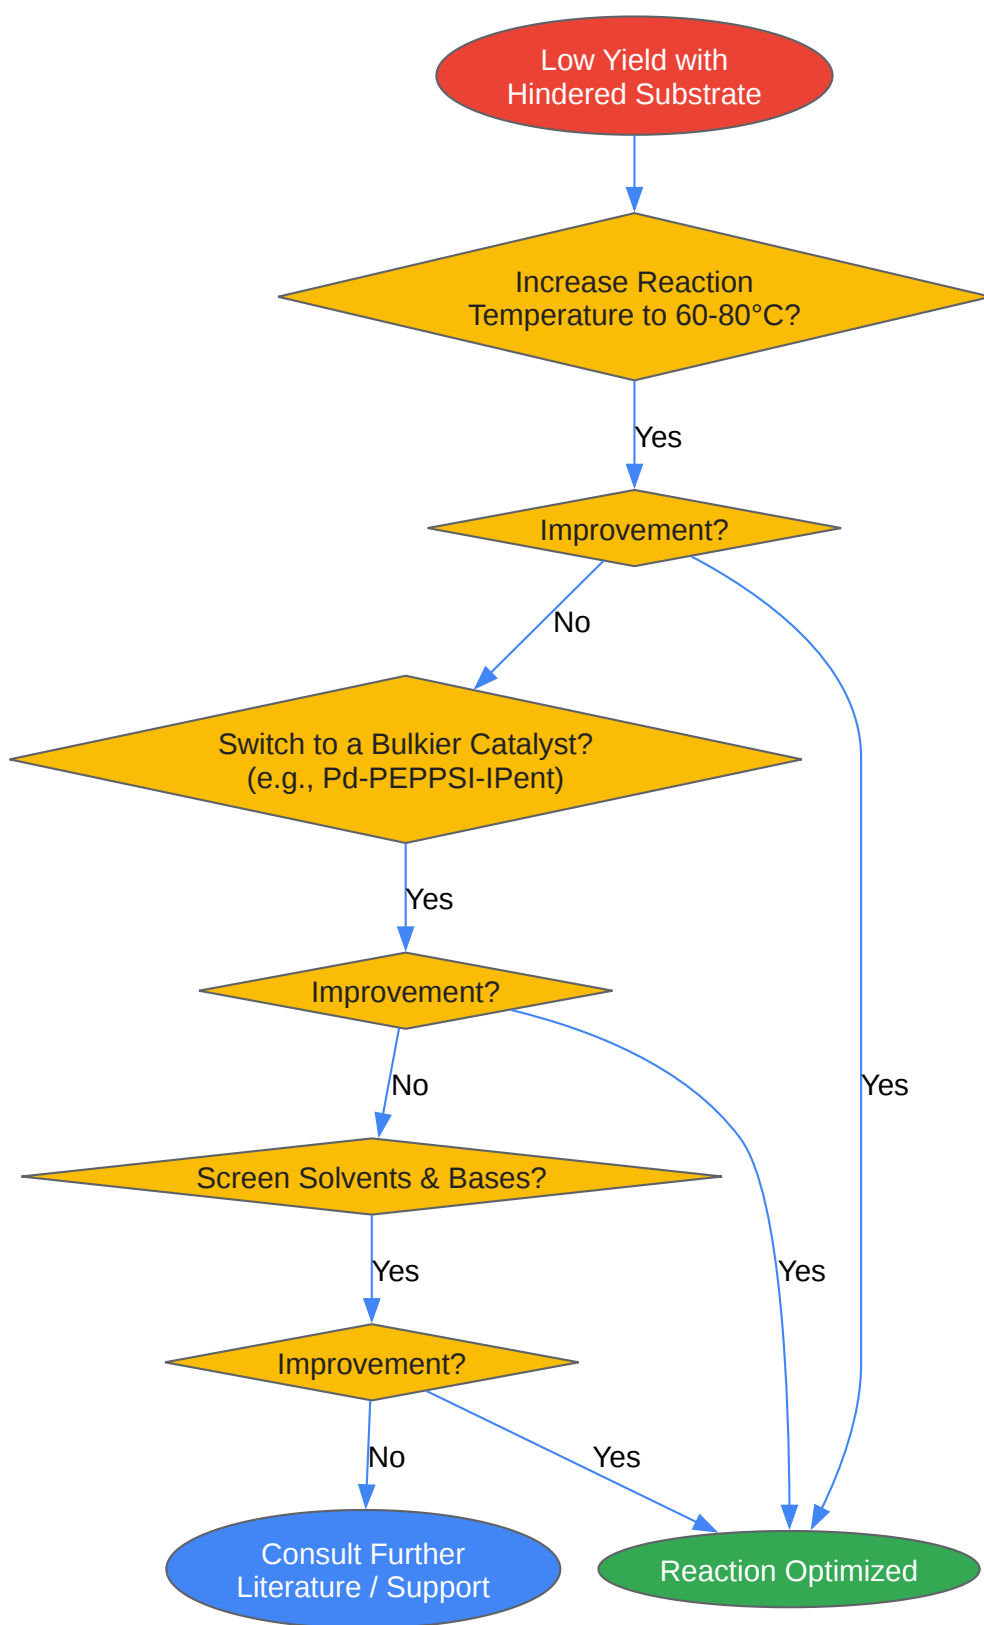 Low Yield with
Hindered Substrate
Increase Reaction
Temperature to 60-80°C?
Yes
Improvement?
No
Switch to a Bulkier Catalyst?
(e.g., Pd-PEPPSI-IPent)
Yes
Improvement?
No
Yes
Screen Solvents & Bases?
Yes
Yes
Improvement?
No
Yes
Consult Further
Literature / Support
Reaction Optimized